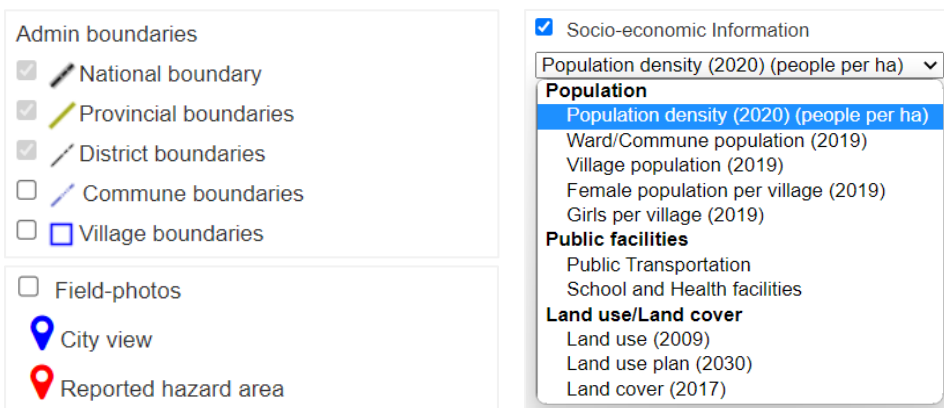 Admin boundaries
National boundary
Provincial boundaries
District boundaries
Commune boundaries
Village boundaries
Field-photos
City view
Reported hazard area
Socio-economic Information
Population density (2020) (people per ha)
Population
Population density (2020) (people per ha)
Ward/Commune population (2019)
Village population (2019)
Female population per village (2019)
Girls per village (2019)
Public facilities
Public Transportation
School and Health facilities
Land use/Land cover
Land use (2009)
Land use plan (2030)
Land cover (2017)